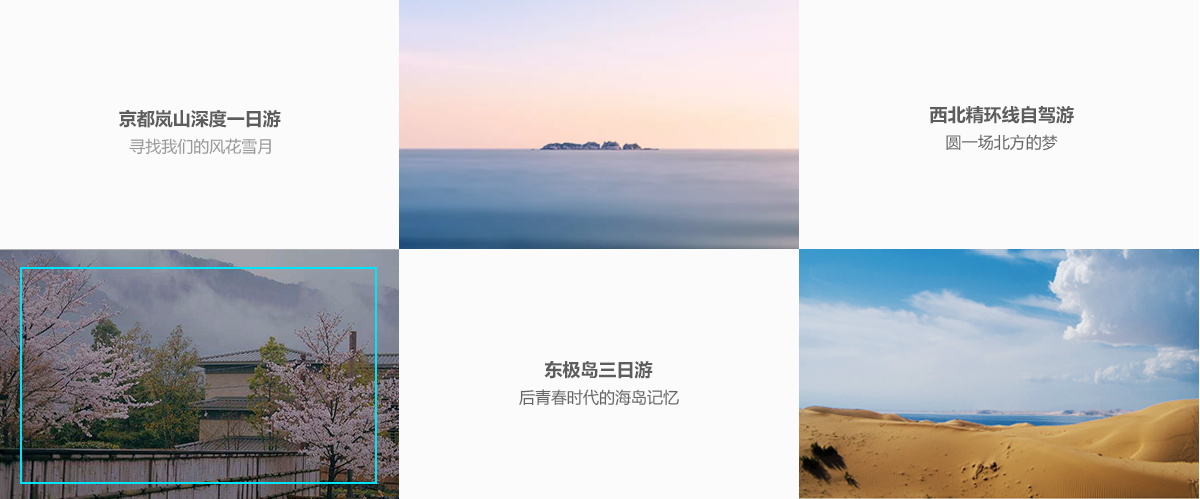 京都岚山深度一日游
寻找我们的风花雪月
西北精环线自驾游
圆一场北方的梦
东极岛三日游
后青春时代的海岛记忆